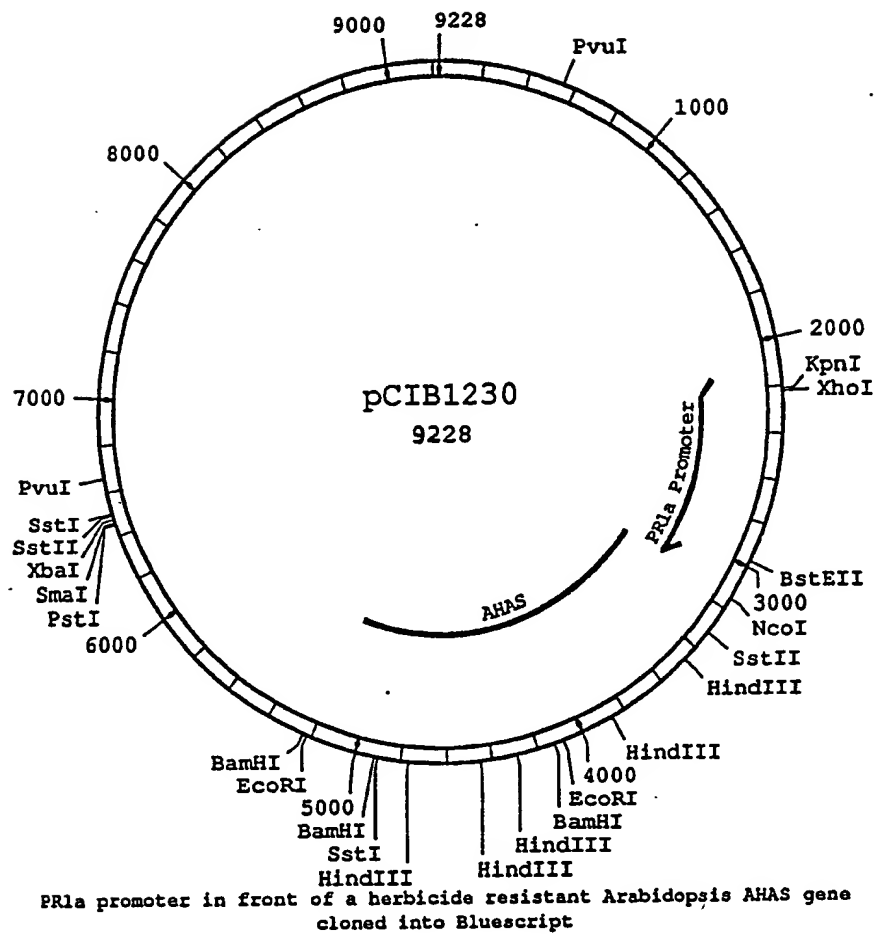 9000
9228
PvuI
1000
8000
2000
KpnI
XhoI
7000
pCIB1230
9228
PR1a Promoter
PvuI
SstI
SstII
XbaI
SmaI
PstI
BstEII
3000
NcoI
SstII
HindIII
AHAS
6000
HindIII
4000
EcoRI
BamHI
HindIII
HindIII
BamHI
EcoRI
5000
BamHI
SstI
HindIII
PR1a promoter in front of a herbicide resistant Arabidopsis AHAS gene
cloned into Bluescript